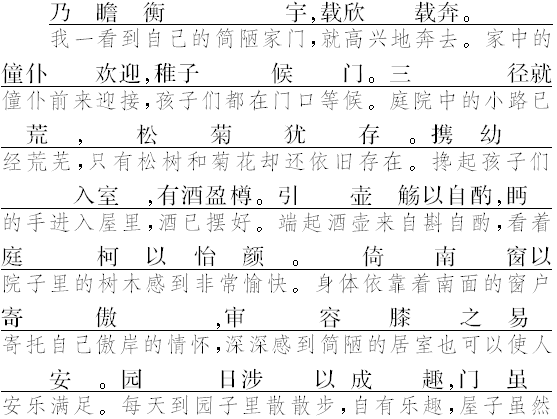 乃瞻衡宇,载欣载奔。
我一看到自己的简陋家门,就高兴地奔去。家中的
僮仆欢迎,稚子候门。三径就
僮仆前来迎接,孩子们都在门口等候。庭院中的小路已
荒,松菊犹存。携幼
经荒芜,只有松树和菊花却还依旧存在。搀起孩子们
入室,有酒盈樽。引壶觞以自酌,眄
的手进入屋里,酒已摆好。端起酒壶来自斟自酌,看着
庭柯以怡颜。倚南窗以
院子里的树木感到非常愉快。身体依靠着南面的窗户
寄傲,审容膝之易
寄托自己傲岸的情怀,深深感到简陋的居室也可以使人
安。园日涉以成趣,门虽
安乐满足。每天到园子里散散步,自有乐趣,屋子虽然